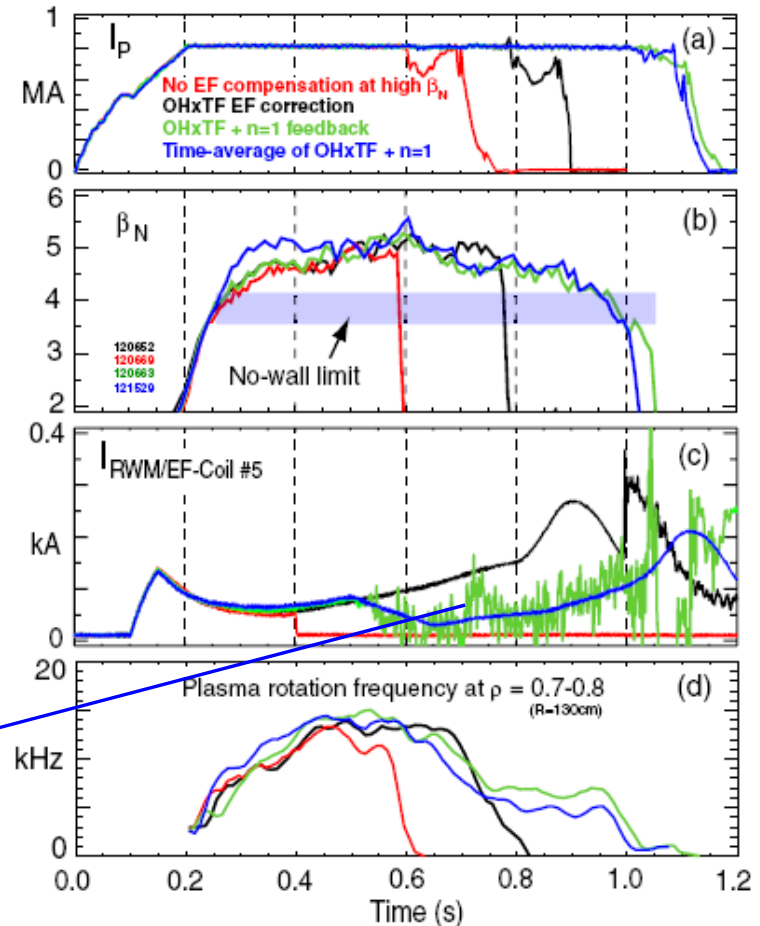 1
I_P
(a)
MA
No EF compensation at high β_N
OHxTF EF correction
OHxTF + n=1 feedback
Time-average of OHxTF + n=1
0
6
β_N
(b)
5
4
3
2
120652
120669
120663
121529
No-wall limit
0.4
I_RWM/EF-Coil #5
(c)
kA
0
20
Plasma rotation frequency at ρ = 0.7-0.8
(R=130cm)
(d)
kHz
0
0.0 0.2 0.4 0.6 0.8 1.0 1.2
Time (s)